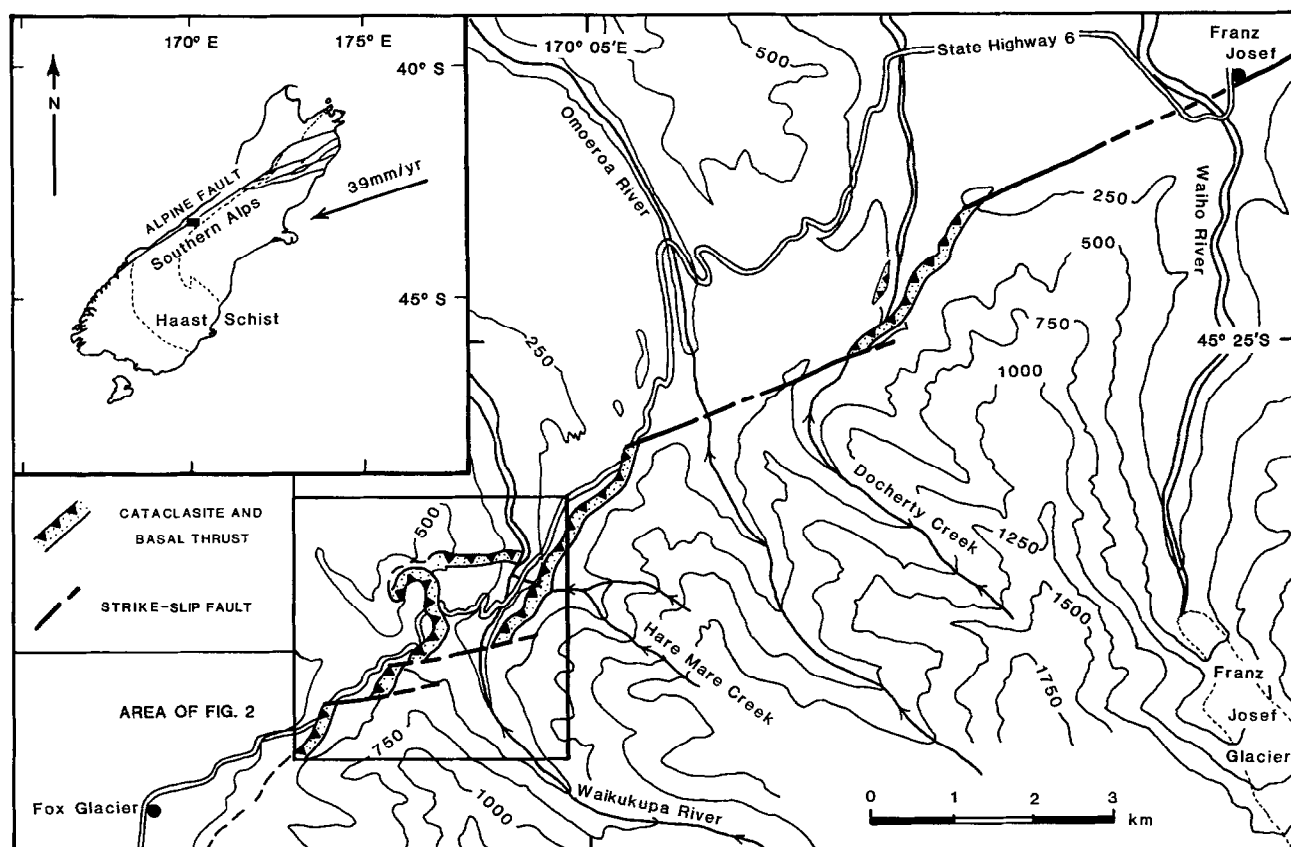 170° E
175° E
40° S
N
ALPINE FAULT
Southern Alps
39mm/yr
45° S
Haast Schist
170° 05'E
500
State Highway 6
Franz
Josef
Omoeroa River
250
Waiho River
500
750
45° 25'S
1000
250
CATACLASITE AND
BASAL THRUST
STRIKE-SLIP FAULT
AREA OF FIG. 2
500
Docherty Creek
1250
1500
Hare Mare Creek
1750
Franz
Josef
Glacier
750
1000
Waikukupa River
Fox Glacier
0 1 2 3 km